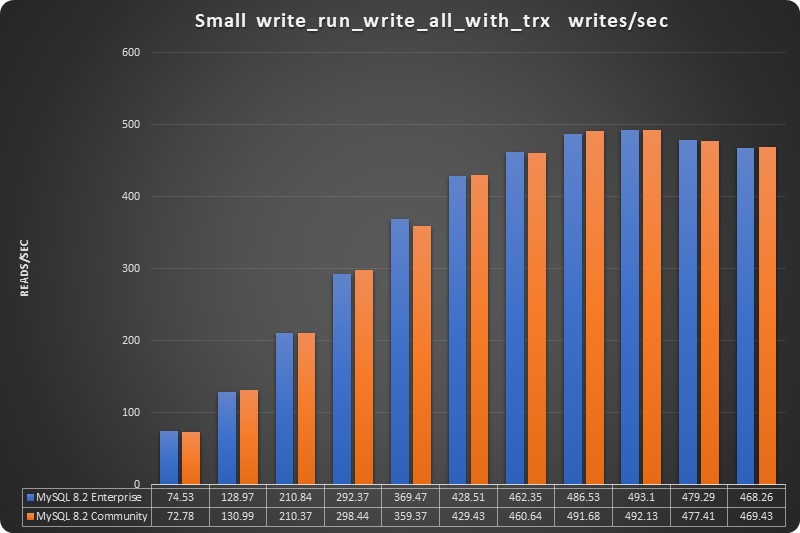 Small write_run_write_all_with_trx writes/sec
600
500
400
300
200
100
0
READS/SEC
MySQL 8.2 Enterprise 74.53 128.97 210.84 292.37 369.47 428.51 462.35 486.53 493.1 479.29 468.26
MySQL 8.2 Community 72.78 130.99 210.37 298.44 359.37 429.43 460.64 491.68 492.13 477.41 469.43